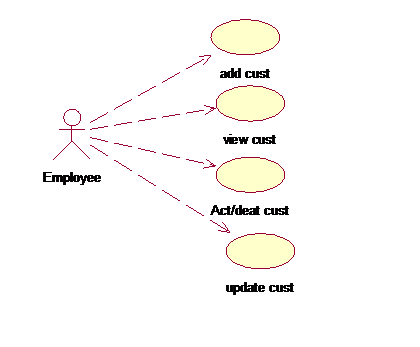 add cust
view cust
Employee
Act/deat cust
update cust